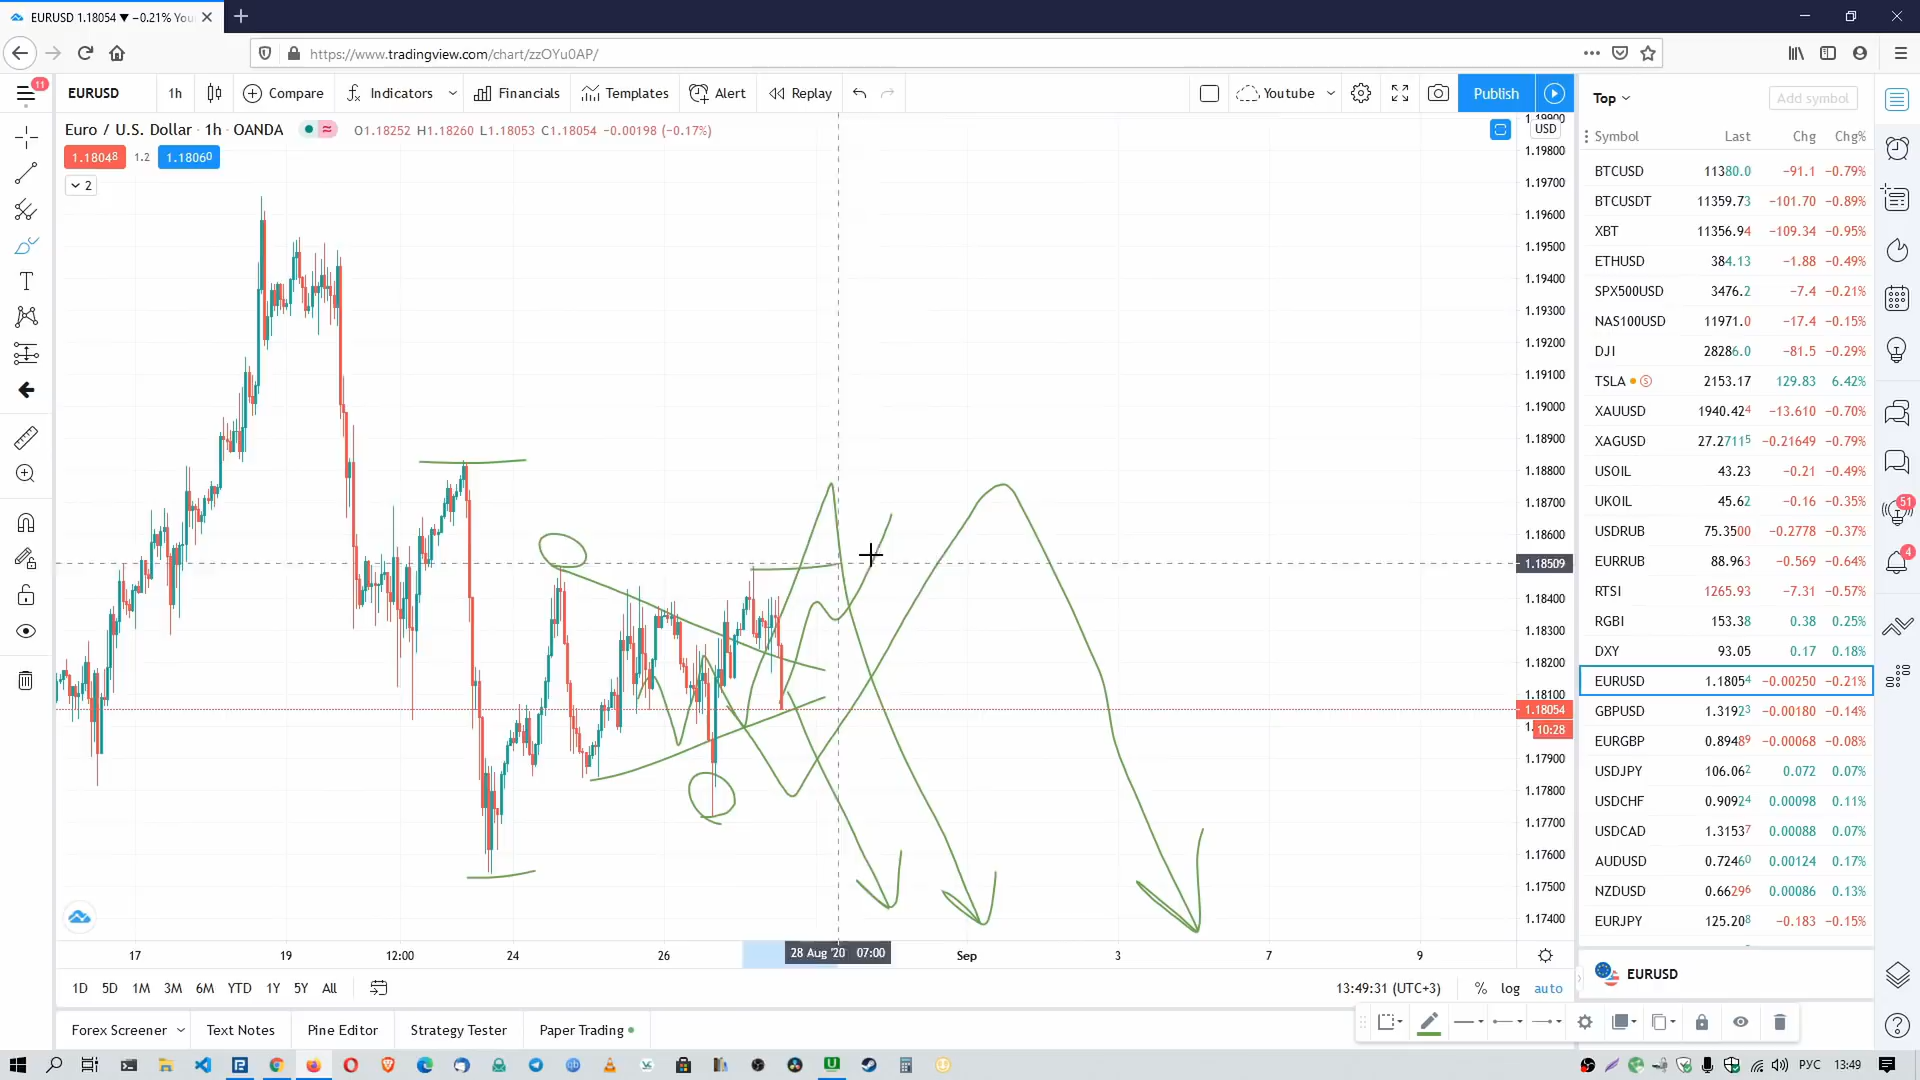 EURUSD 1.18054 ▼ −0.21% You
https://www.tradingview.com/chart/zzOYu0AP/
11
EURUSD 1h Compare Indicators Financials Templates Alert Replay Youtube Publish
Euro / U.S. Dollar · 1h · OANDA O1.18252 H1.18260 L1.18053 C1.18054 −0.00198 (−0.17%)
1.18048 1.2 1.18060
2
USD
1.19900
1.19800
1.19700
1.19600
1.19500
1.19400
1.19300
1.19200
1.19100
1.19000
1.18900
1.18800
1.18700
1.18600
1.18509
1.18400
1.18300
1.18200
1.18100
1.18054
10:28
1.17900
1.17800
1.17700
1.17600
1.17500
1.17400
17 19 12:00 24 26 28 Aug '20 07:00 Sep 3 7 9
1D 5D 1M 3M 6M YTD 1Y 5Y All
13:49:31 (UTC+3) % log auto
Forex Screener Text Notes Pine Editor Strategy Tester Paper Trading
Top
Add symbol
Symbol Last Chg Chg%
BTCUSD 11380.0 −91.1 −0.79%
BTCUSDT 11359.73 −101.70 −0.89%
XBT 11356.94 −109.34 −0.95%
ETHUSD 384.13 −1.88 −0.49%
SPX500USD 3476.2 −7.4 −0.21%
NAS100USD 11971.0 −17.4 −0.15%
DJI 28286.0 −81.5 −0.29%
TSLA S 2153.17 129.83 6.42%
XAUUSD 1940.424 −13.610 −0.70%
XAGUSD 27.27115 −0.21649 −0.79%
USOIL 43.23 −0.21 −0.49%
UKOIL 45.62 −0.16 −0.35%
USDRUB 75.3500 −0.2778 −0.37%
EURRUB 88.963 −0.569 −0.64%
RTSI 1265.93 −7.31 −0.57%
RGBI 153.38 0.38 0.25%
DXY 93.05 0.17 0.18%
EURUSD 1.18054 −0.00250 −0.21%
GBPUSD 1.31923 −0.00180 −0.14%
EURGBP 0.89489 −0.00068 −0.08%
USDJPY 106.062 0.072 0.07%
USDCHF 0.90924 0.00098 0.11%
USDCAD 1.31537 0.00088 0.07%
AUDUSD 0.72460 0.00124 0.17%
NZDUSD 0.66296 0.00086 0.13%
EURJPY 125.208 −0.183 −0.15%
EURUSD
51
4
РУС 13:49